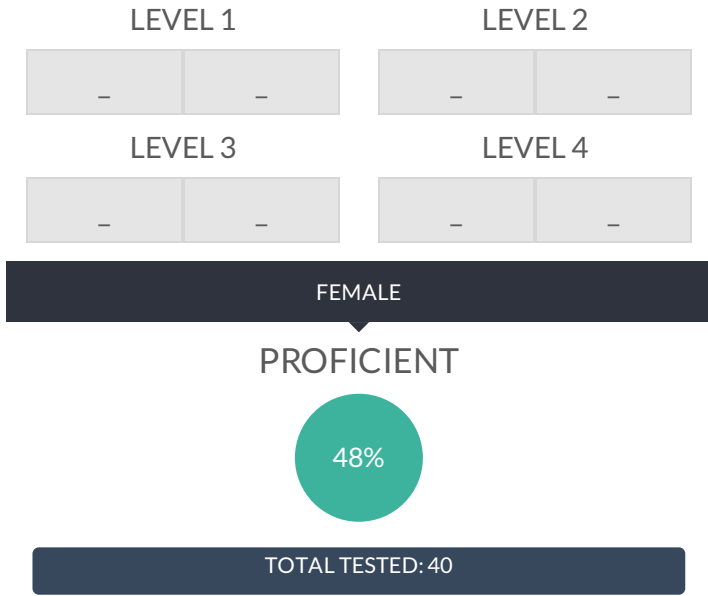 LEVEL 1 LEVEL 2
– – – –
LEVEL 3 LEVEL 4
– – – –
FEMALE
PROFICIENT
48%
TOTAL TESTED: 40